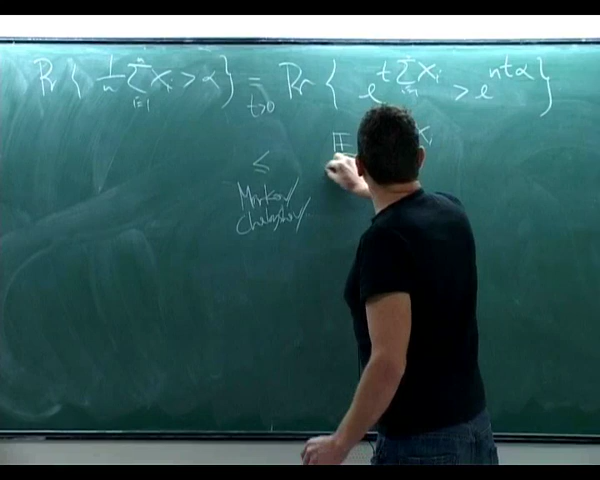 Pr { 1/n ∑_{i=1}^{n} X_i > α } =_{t>0} Pr { e^{t ∑_{i=1}^{n} X_i} > e^{ntα} }
≤ E X
Markov/
Chebyshev